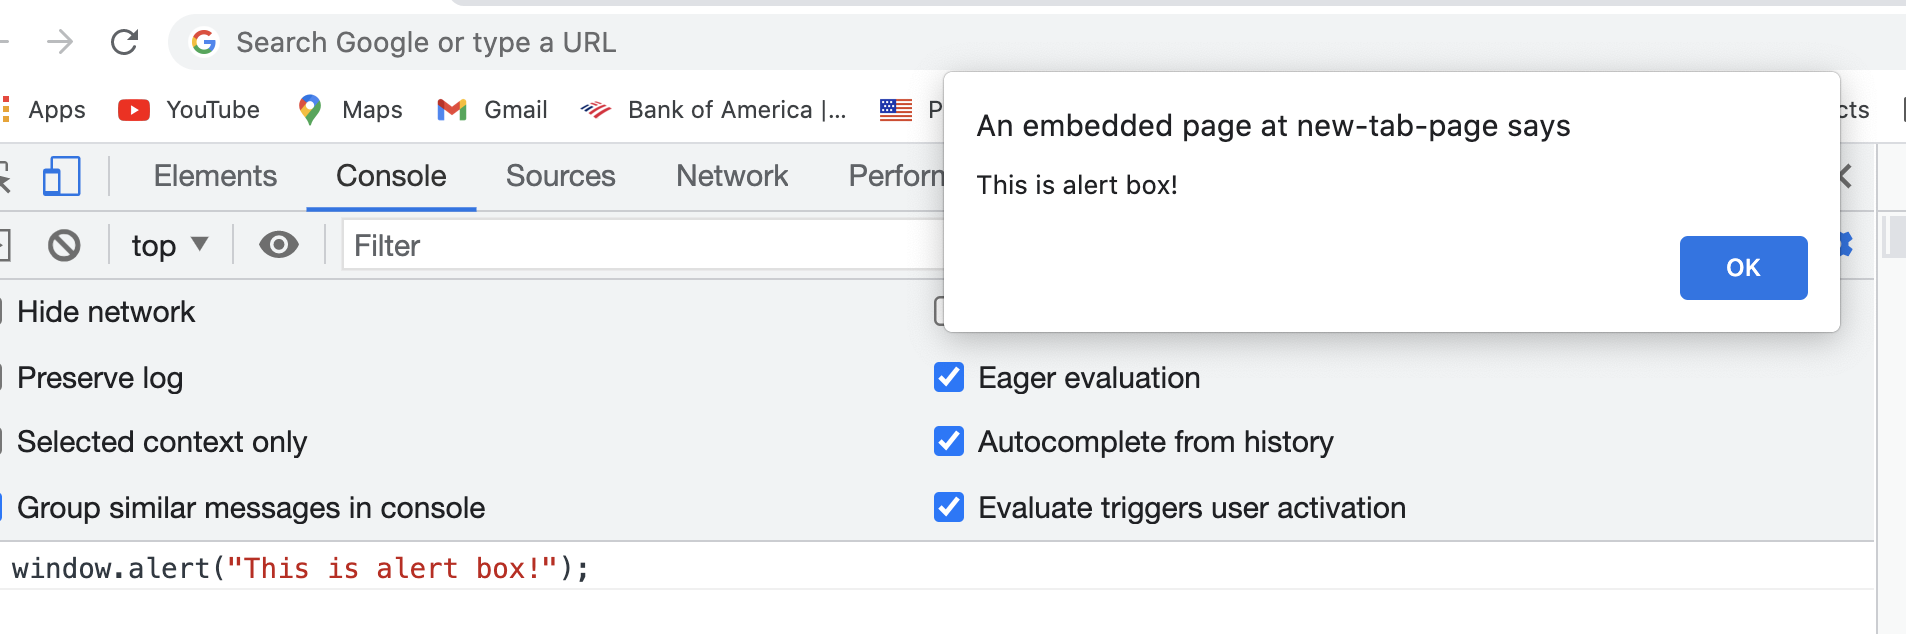 Search Google or type a URL
Apps YouTube Maps Gmail Bank of America |...
An embedded page at new-tab-page says
This is alert box!
OK
Elements Console Sources Network
top Filter
Hide network
Preserve log
Eager evaluation
Selected context only
Autocomplete from history
Group similar messages in console
Evaluate triggers user activation
window.alert("This is alert box!");